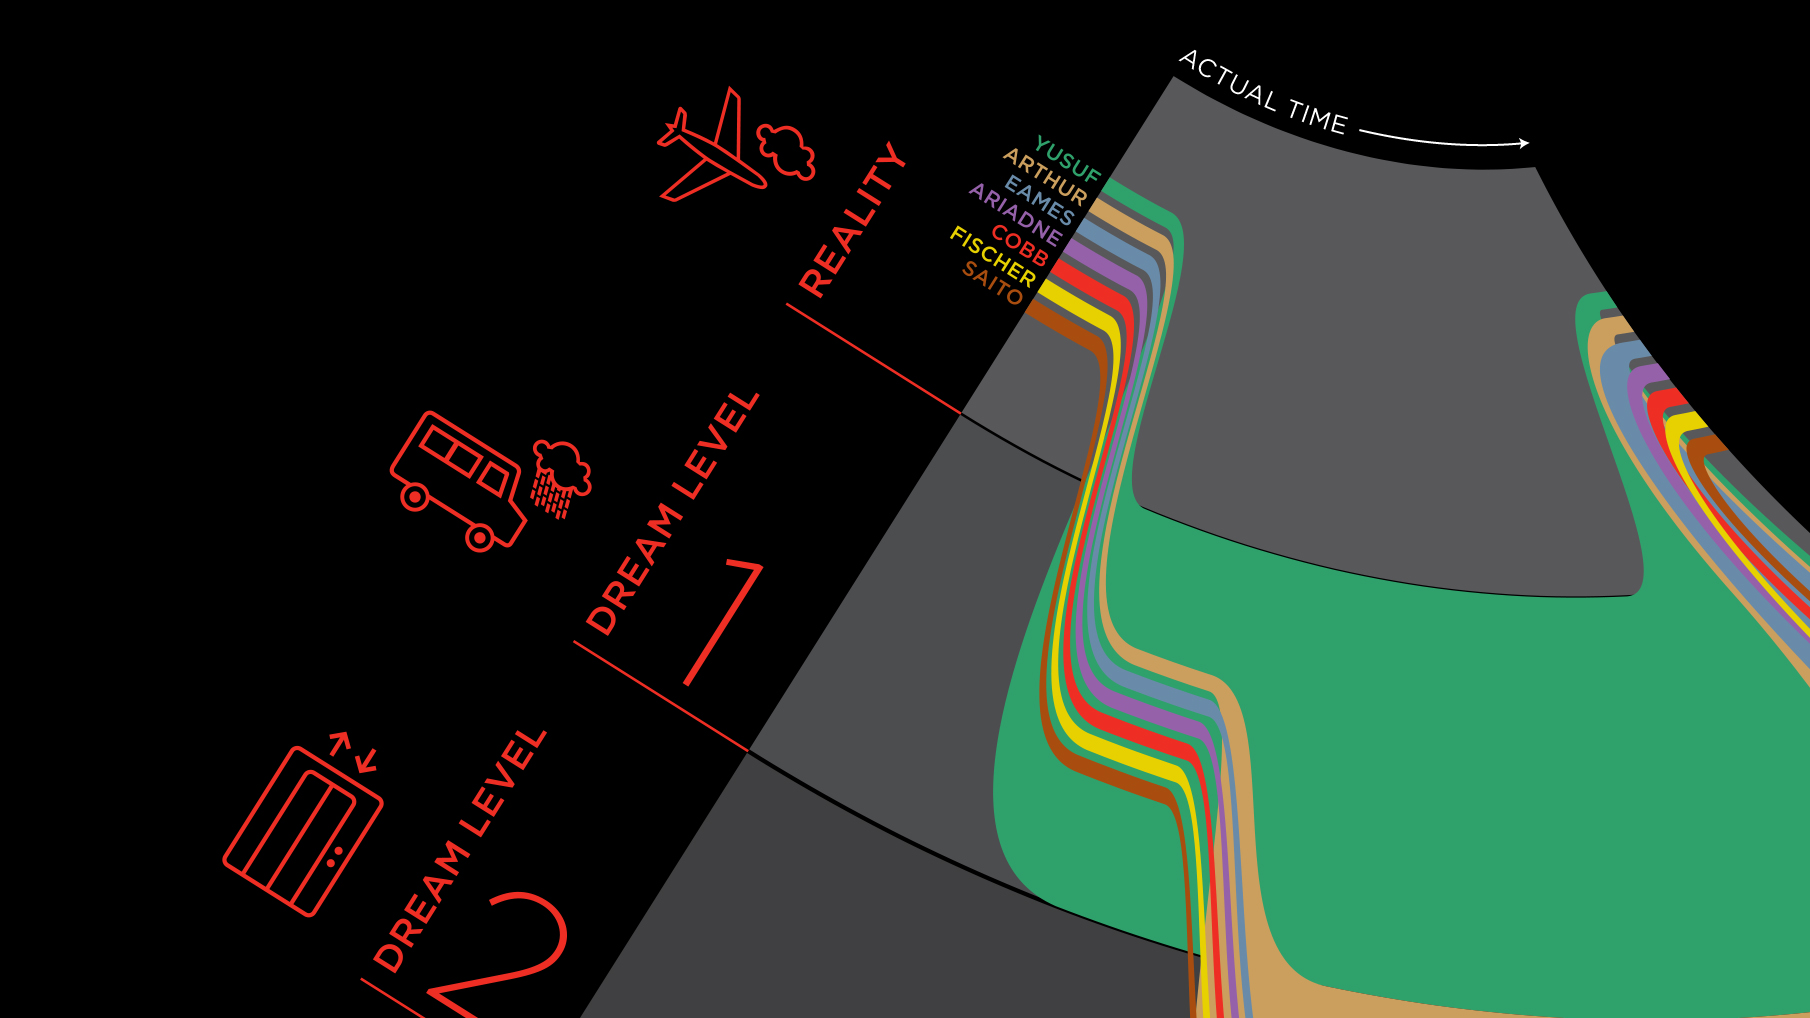 ACTUAL TIME
REALITY
YUSUF
ARTHUR
EAMES
ARIADNE
COBB
FISCHER
SAITO
DREAM LEVEL
1
DREAM LEVEL
2